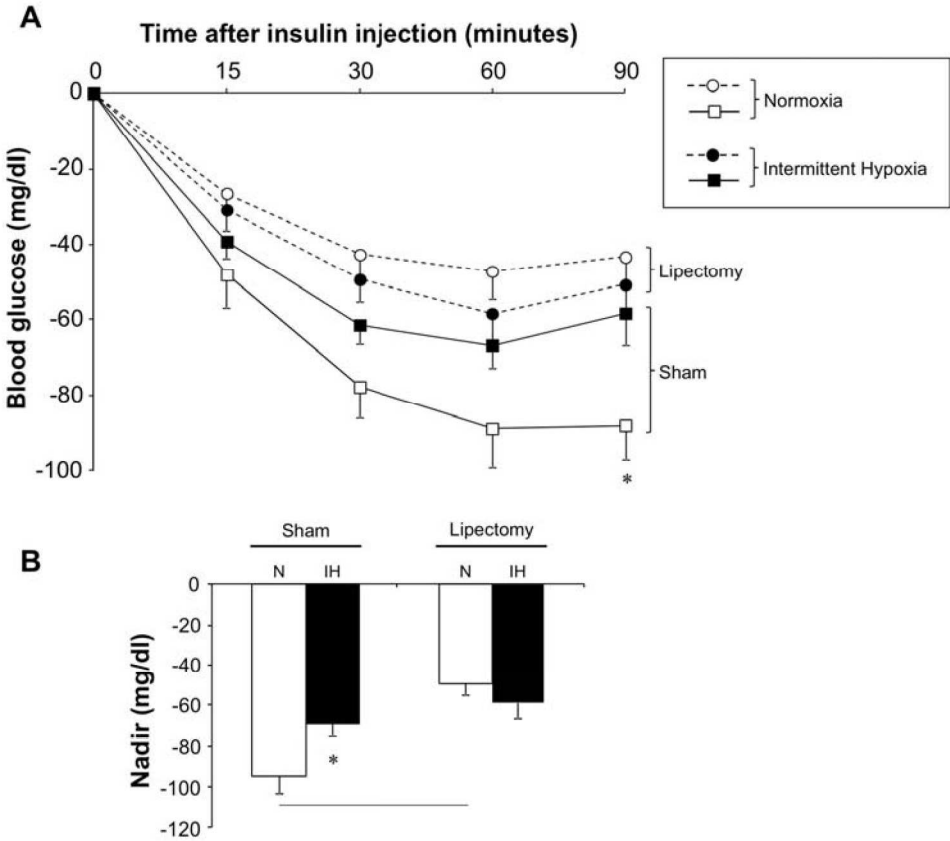 A
Time after insulin injection (minutes)
0 15 30 60 90
Blood glucose (mg/dl)
0
-20
-40
-60
-80
-100
Normoxia
Intermittent Hypoxia
Lipectomy
Sham
*
B
Sham Lipectomy
N IH N IH
Nadir (mg/dl)
0
-20
-40
-60
-80
-100
-120
*